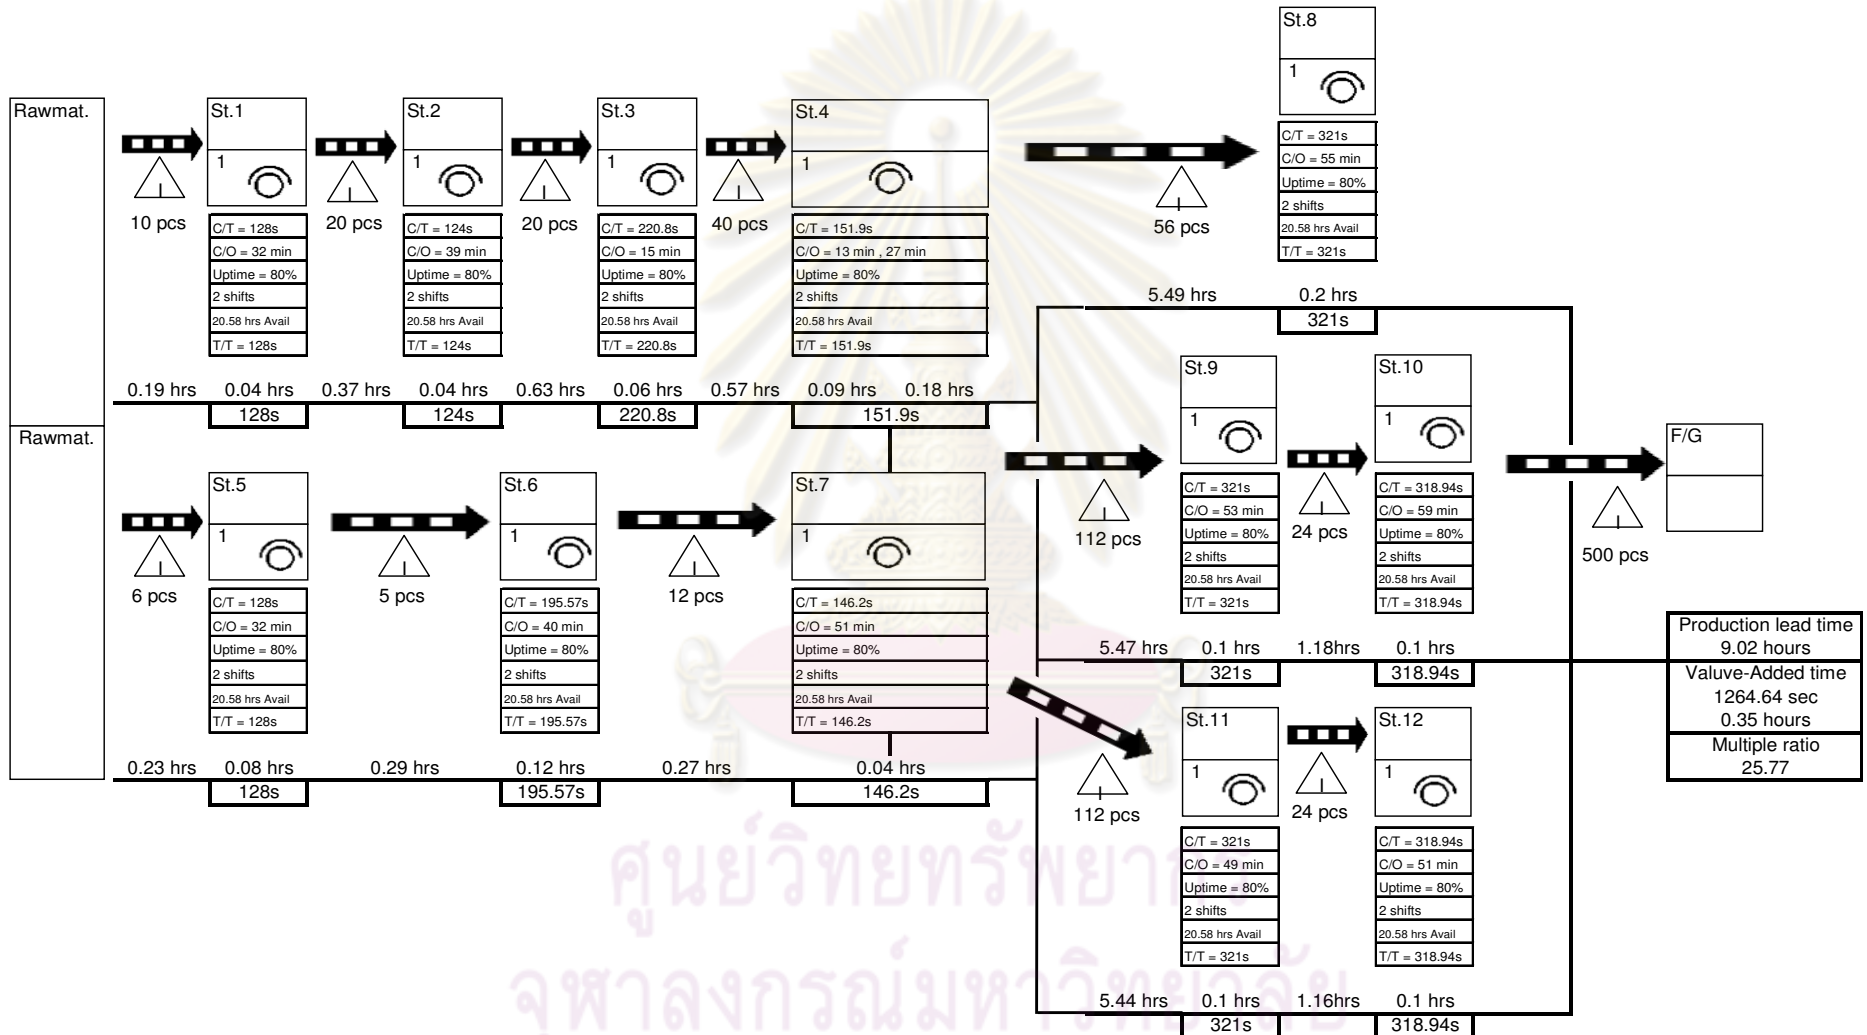 St.8
1
C/T = 321s
C/O = 55 min
Uptime = 80%
2 shifts
20.58 hrs Avail
T/T = 321s
56 pcs
5.49 hrs 0.2 hrs
321s
Rawmat.
10 pcs
St.1
1
C/T = 128s
C/O = 32 min
Uptime = 80%
2 shifts
20.58 hrs Avail
T/T = 128s
20 pcs
St.2
1
C/T = 124s
C/O = 39 min
Uptime = 80%
2 shifts
20.58 hrs Avail
T/T = 124s
20 pcs
St.3
1
C/T = 220.8s
C/O = 15 min
Uptime = 80%
2 shifts
20.58 hrs Avail
T/T = 220.8s
40 pcs
St.4
1
C/T = 151.9s
C/O = 13 min , 27 min
Uptime = 80%
2 shifts
20.58 hrs Avail
T/T = 151.9s
0.19 hrs 0.04 hrs 0.37 hrs 0.04 hrs 0.63 hrs 0.06 hrs 0.57 hrs 0.09 hrs 0.18 hrs
128s 124s 220.8s 151.9s
Rawmat.
6 pcs
St.5
1
C/T = 128s
C/O = 32 min
Uptime = 80%
2 shifts
20.58 hrs Avail
T/T = 128s
5 pcs
St.6
1
C/T = 195.57s
C/O = 40 min
Uptime = 80%
2 shifts
20.58 hrs Avail
T/T = 195.57s
12 pcs
St.7
1
C/T = 146.2s
C/O = 51 min
Uptime = 80%
2 shifts
20.58 hrs Avail
T/T = 146.2s
0.23 hrs 0.08 hrs 0.29 hrs 0.12 hrs 0.27 hrs 0.04 hrs
128s 195.57s 146.2s
112 pcs
St.9
1
C/T = 321s
C/O = 53 min
Uptime = 80%
2 shifts
20.58 hrs Avail
T/T = 321s
24 pcs
St.10
1
C/T = 318.94s
C/O = 59 min
Uptime = 80%
2 shifts
20.58 hrs Avail
T/T = 318.94s
5.47 hrs 0.1 hrs 1.18hrs 0.1 hrs
321s 318.94s
500 pcs
F/G
112 pcs
St.11
1
C/T = 321s
C/O = 49 min
Uptime = 80%
2 shifts
20.58 hrs Avail
T/T = 321s
24 pcs
St.12
1
C/T = 318.94s
C/O = 51 min
Uptime = 80%
2 shifts
20.58 hrs Avail
T/T = 318.94s
5.44 hrs 0.1 hrs 1.16hrs 0.1 hrs
321s 318.94s
Production lead time
9.02 hours
Valuve-Added time
1264.64 sec
0.35 hours
Multiple ratio
25.77
ศูนย์วิทยทรัพยากร
จุฬาลงกรณ์มหาวิทยาลัย